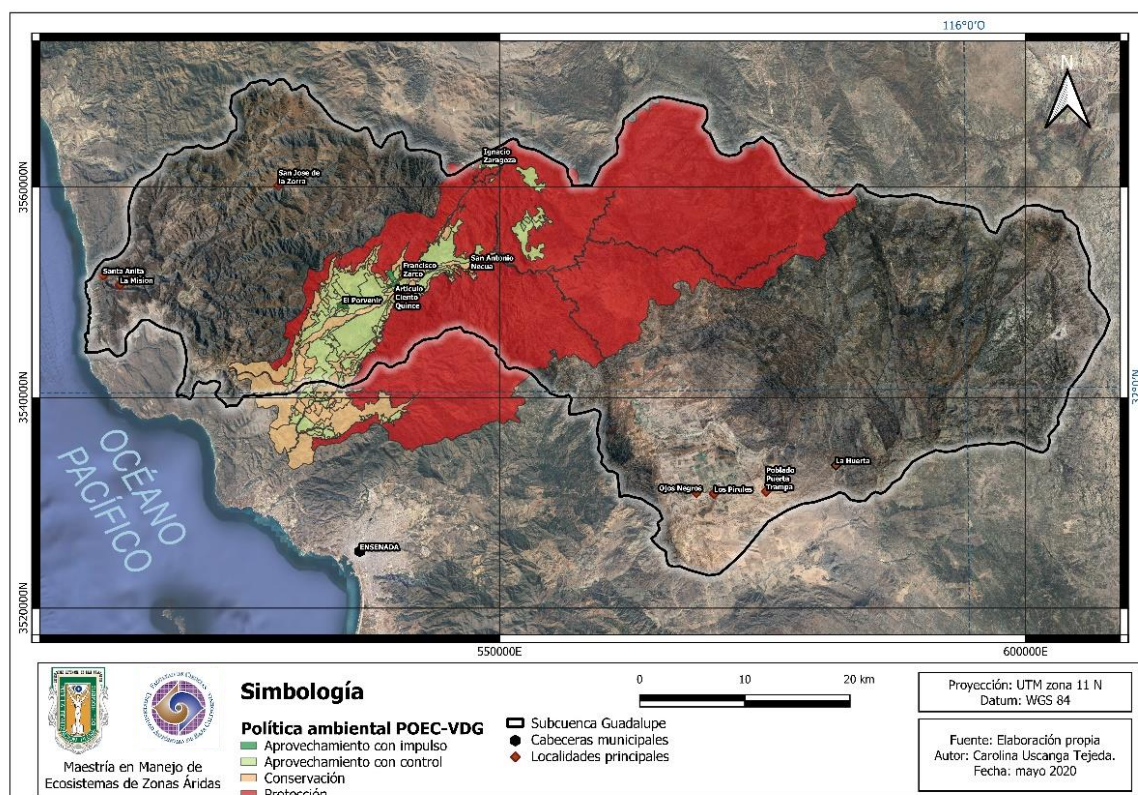 116°0'O
N
3560000N
3540000N
3520000N
32°0'N
Ignacio
Zaragoza
San Jose de
la Zorra
Santa Anita
La Mision
Francisco
Zarco
San Antonio
Necua
El Porvenir
Articulo
Ciento
Quince
Ojos Negros
Los Pirules
Poblado
Puerta
Trampa
La Huerta
OCÉANO
PACÍFICO
ENSENADA
550000E
600000E
Maestría en Manejo de
Ecosistemas de Zonas Áridas
Simbología
Política ambiental POEC-VDG
Aprovechamiento con impulso
Aprovechamiento con control
Conservación
Protección
Subcuenca Guadalupe
Cabeceras municipales
Localidades principales
0 10 20 km
Proyección: UTM zona 11 N
Datum: WGS 84
Fuente: Elaboración propia
Autor: Carolina Uscanga Tejeda.
Fecha: mayo 2020